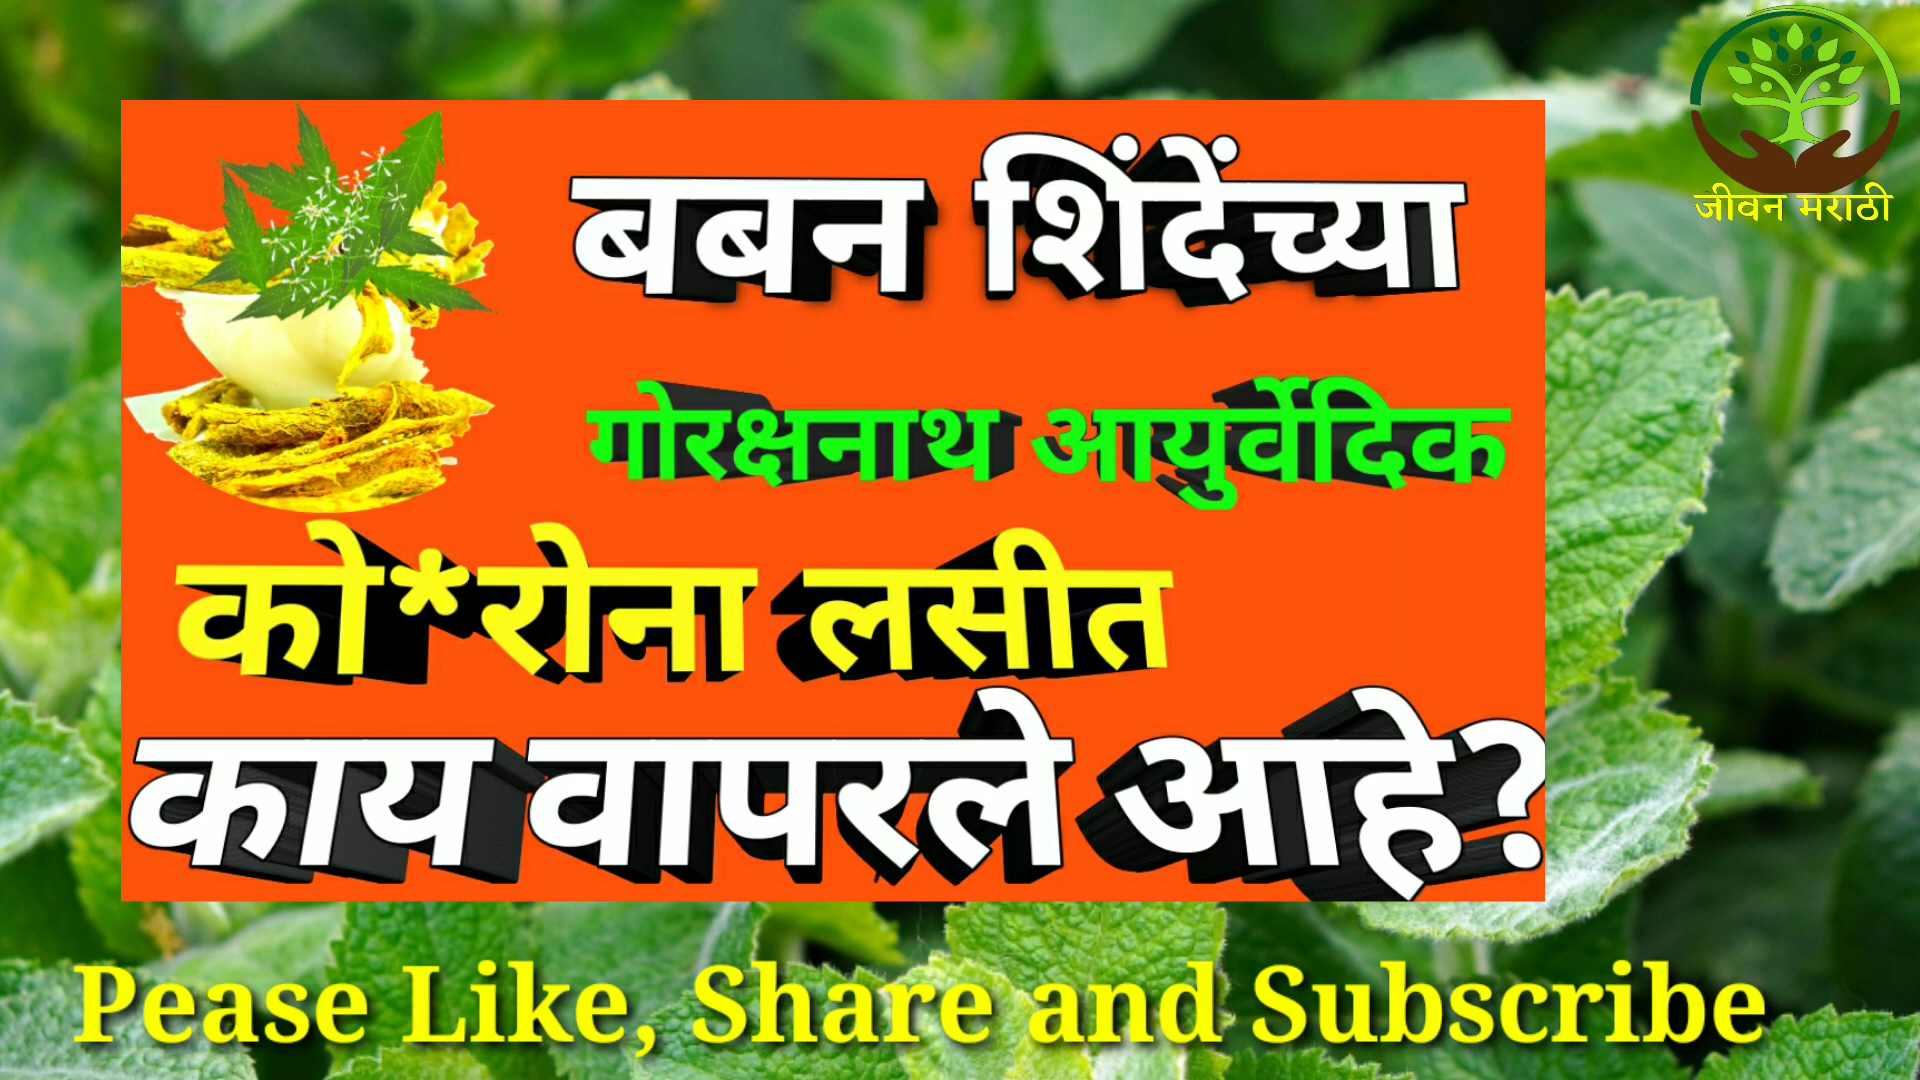 जीवन मराठी
बबन शिंदेंच्या
गोरक्षनाथ आयुर्वेदिक
को*रोना लसीत
काय वापरले आहे?
Pease Like, Share and Subscribe